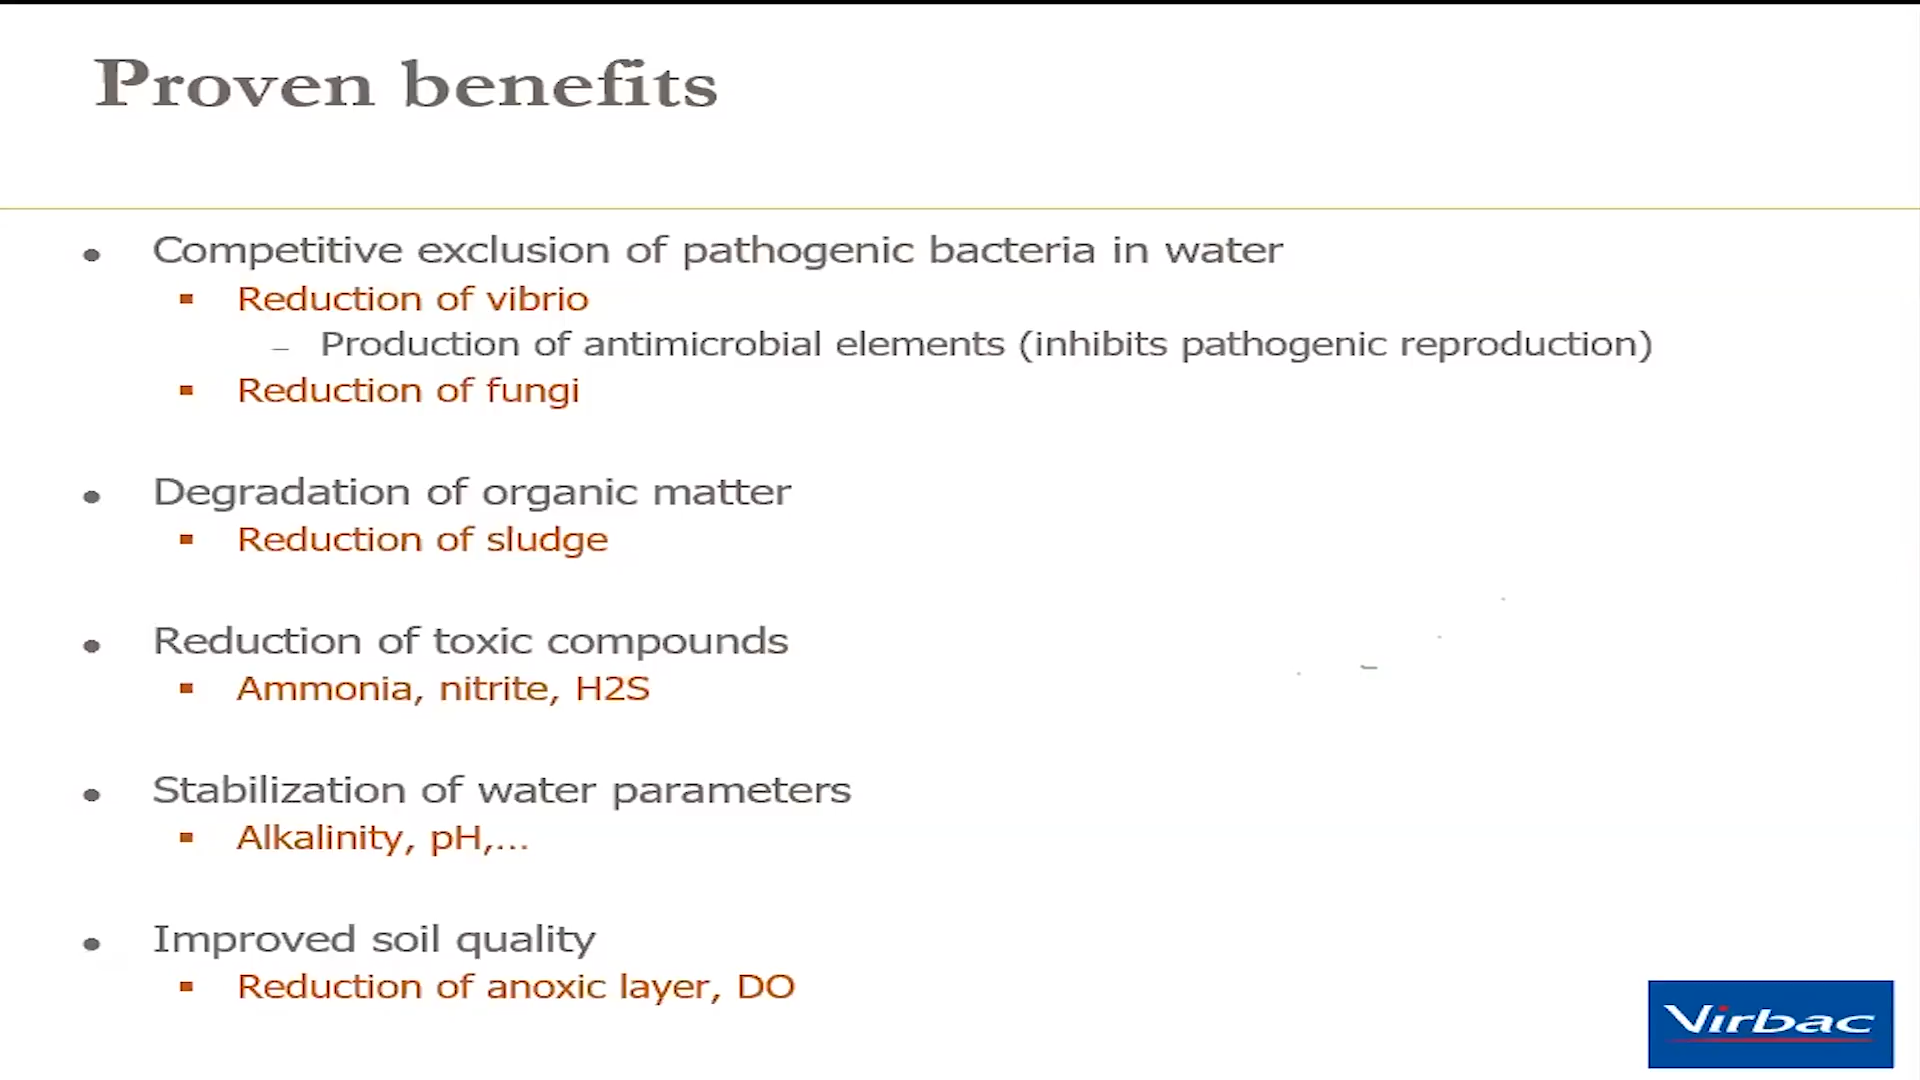 Proven benefits
Competitive exclusion of pathogenic bacteria in water
Reduction of vibrio
– Production of antimicrobial elements (inhibits pathogenic reproduction)
Reduction of fungi
Degradation of organic matter
Reduction of sludge
Reduction of toxic compounds
Ammonia, nitrite, H2S
Stabilization of water parameters
Alkalinity, pH,...
Improved soil quality
Reduction of anoxic layer, DO
Virbac